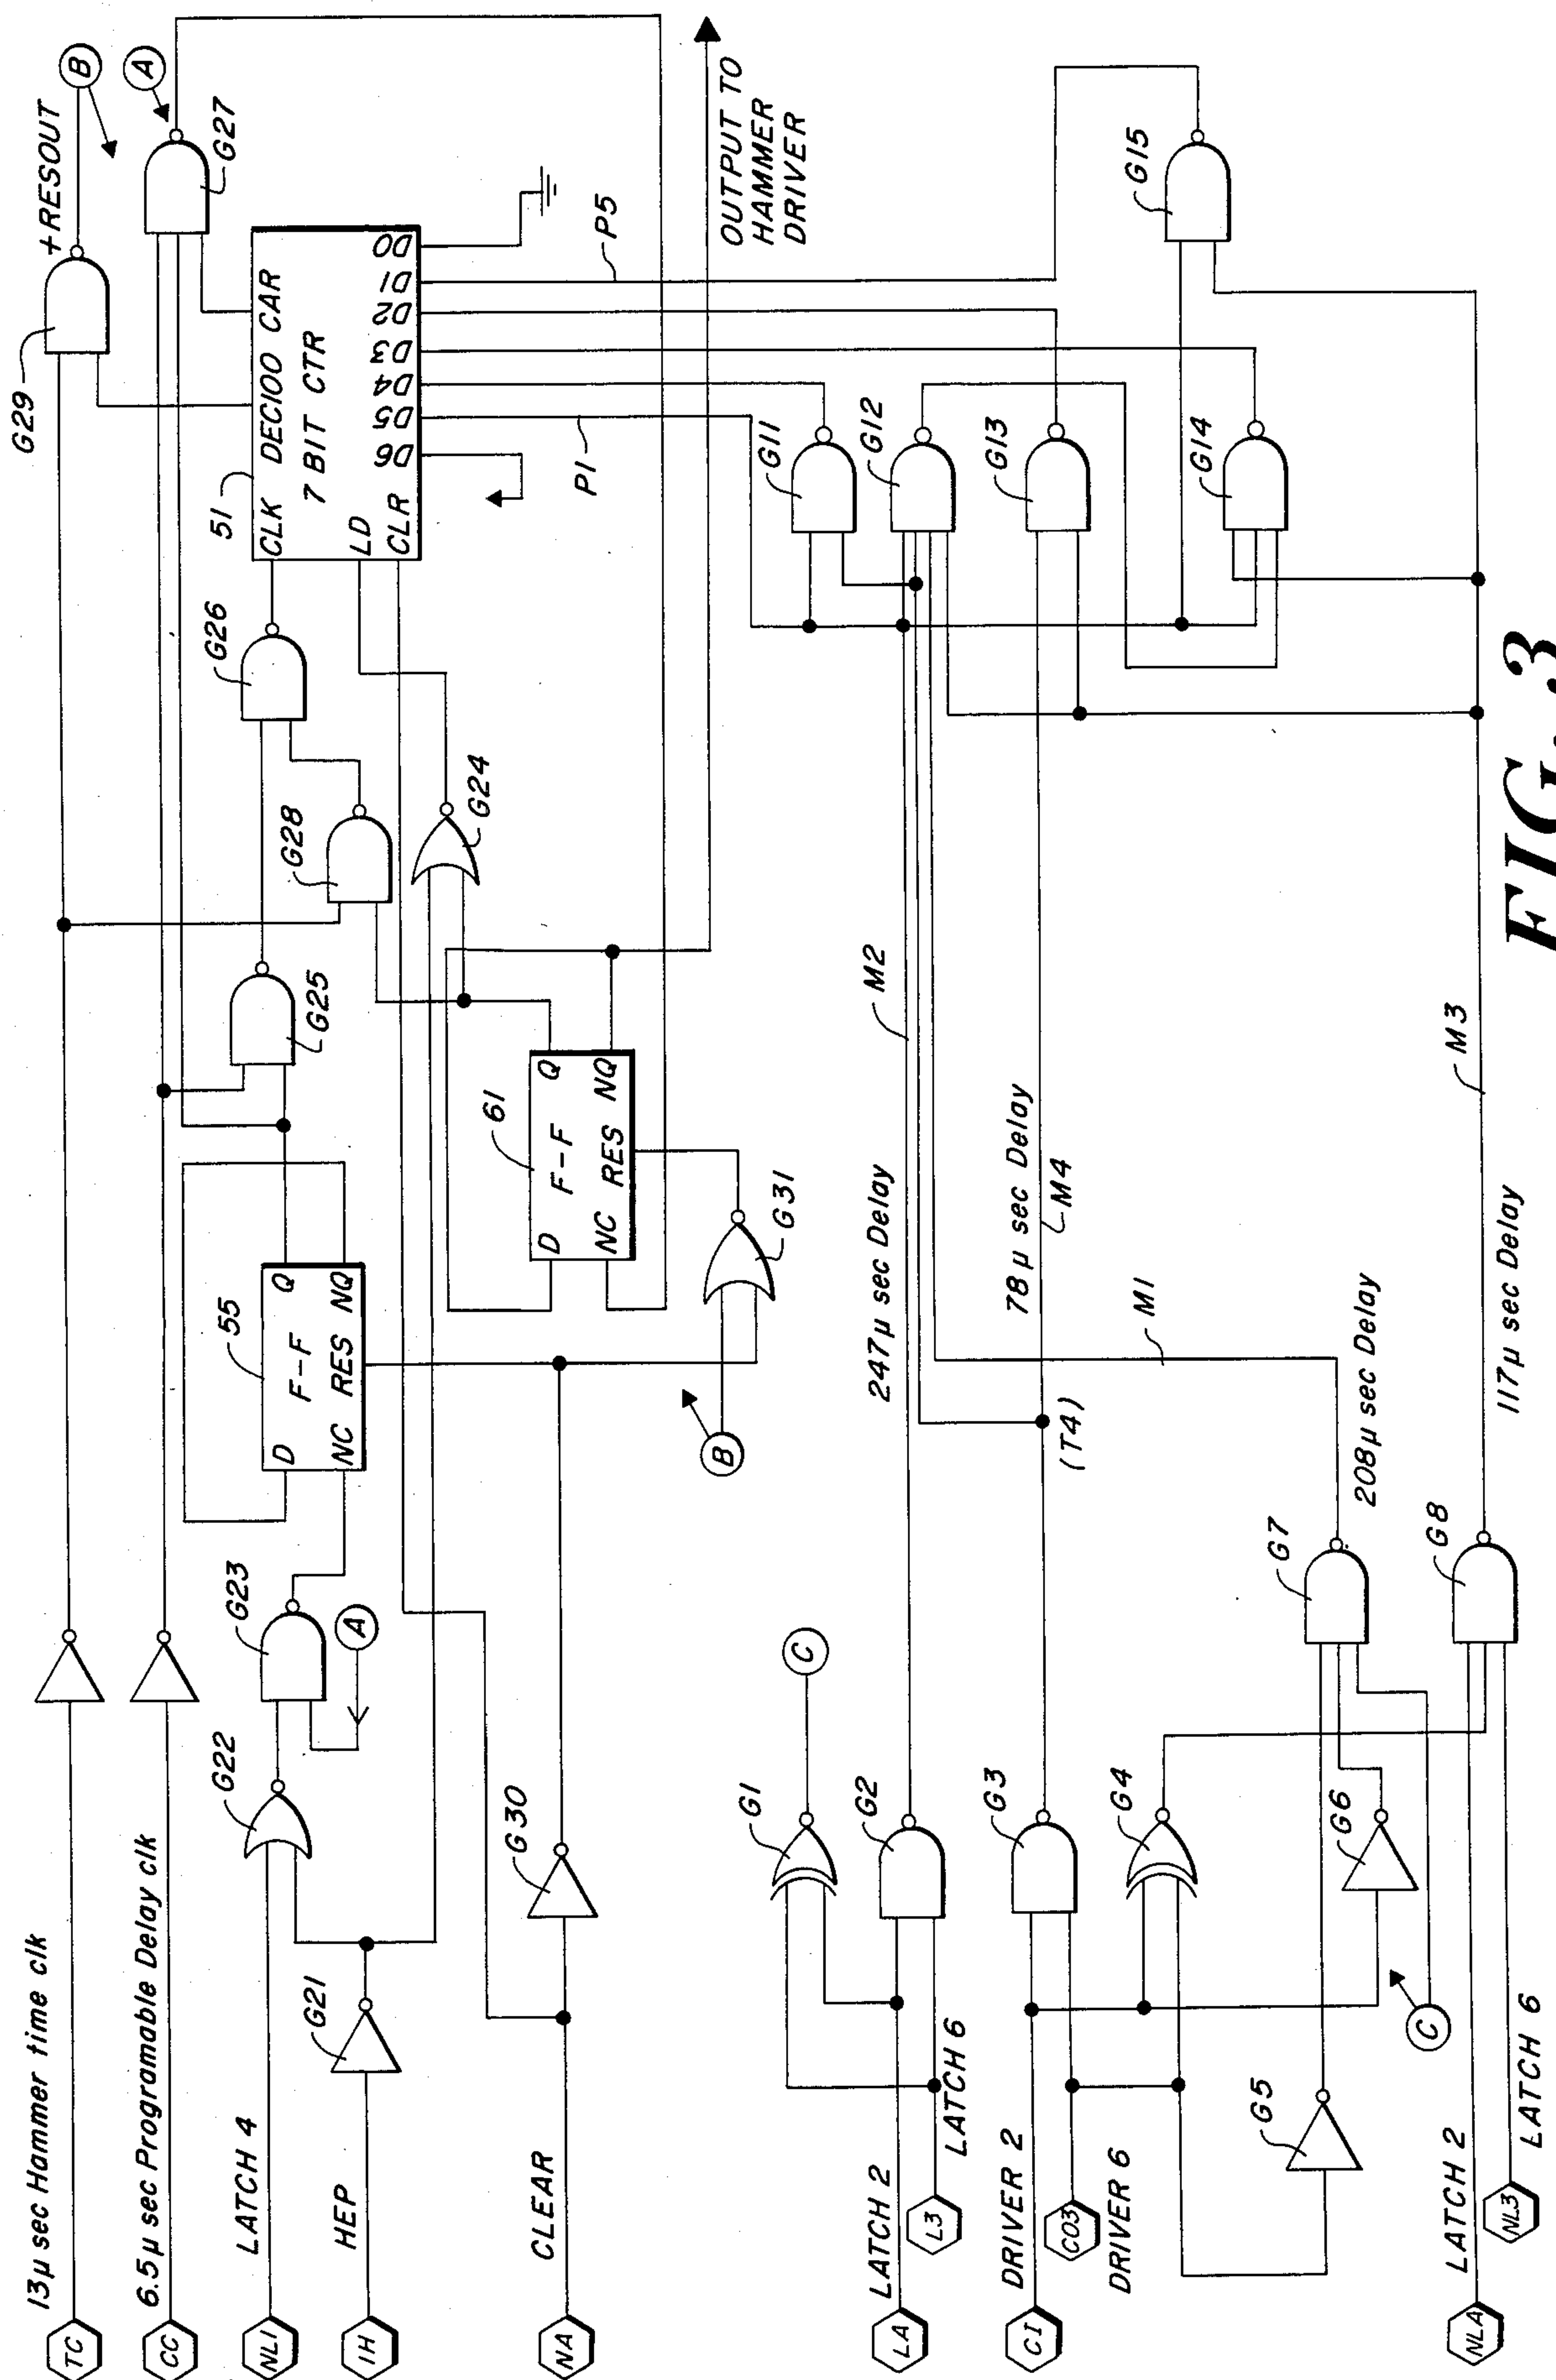 13μ sec Hammer time clk
TC
G29
+RESOUT
B
6.5μ sec Programable Delay clk
CC
A
G27
LATCH 4
NL1
G22
G23
A
55
D
F-F
Q
NC
RES
NQ
G25
G28
G26
51
CLK
DEC100
CAR
7 BIT CTR
LD
CLR
D6
D5
D4
D3
D2
D1
D0
HEP
IH
G21
G24
CLEAR
NA
G30
61
D
F-F
Q
NC
RES
NQ
B
G31
OUTPUT TO
HAMMER
DRIVER
P1
P5
G1
C
LATCH 2
LA
L3
LATCH 6
G2
247μ sec Delay
M2
G11
G12
DRIVER 2
CI
CO3
DRIVER 6
G3
(T4)
78μ sec Delay
M4
G13
G4
G6
G5
C
G7
208μ sec Delay
M1
G14
G15
LATCH 2
NLA
NL3
LATCH 6
G8
117μ sec Delay
M3
FIG. 3